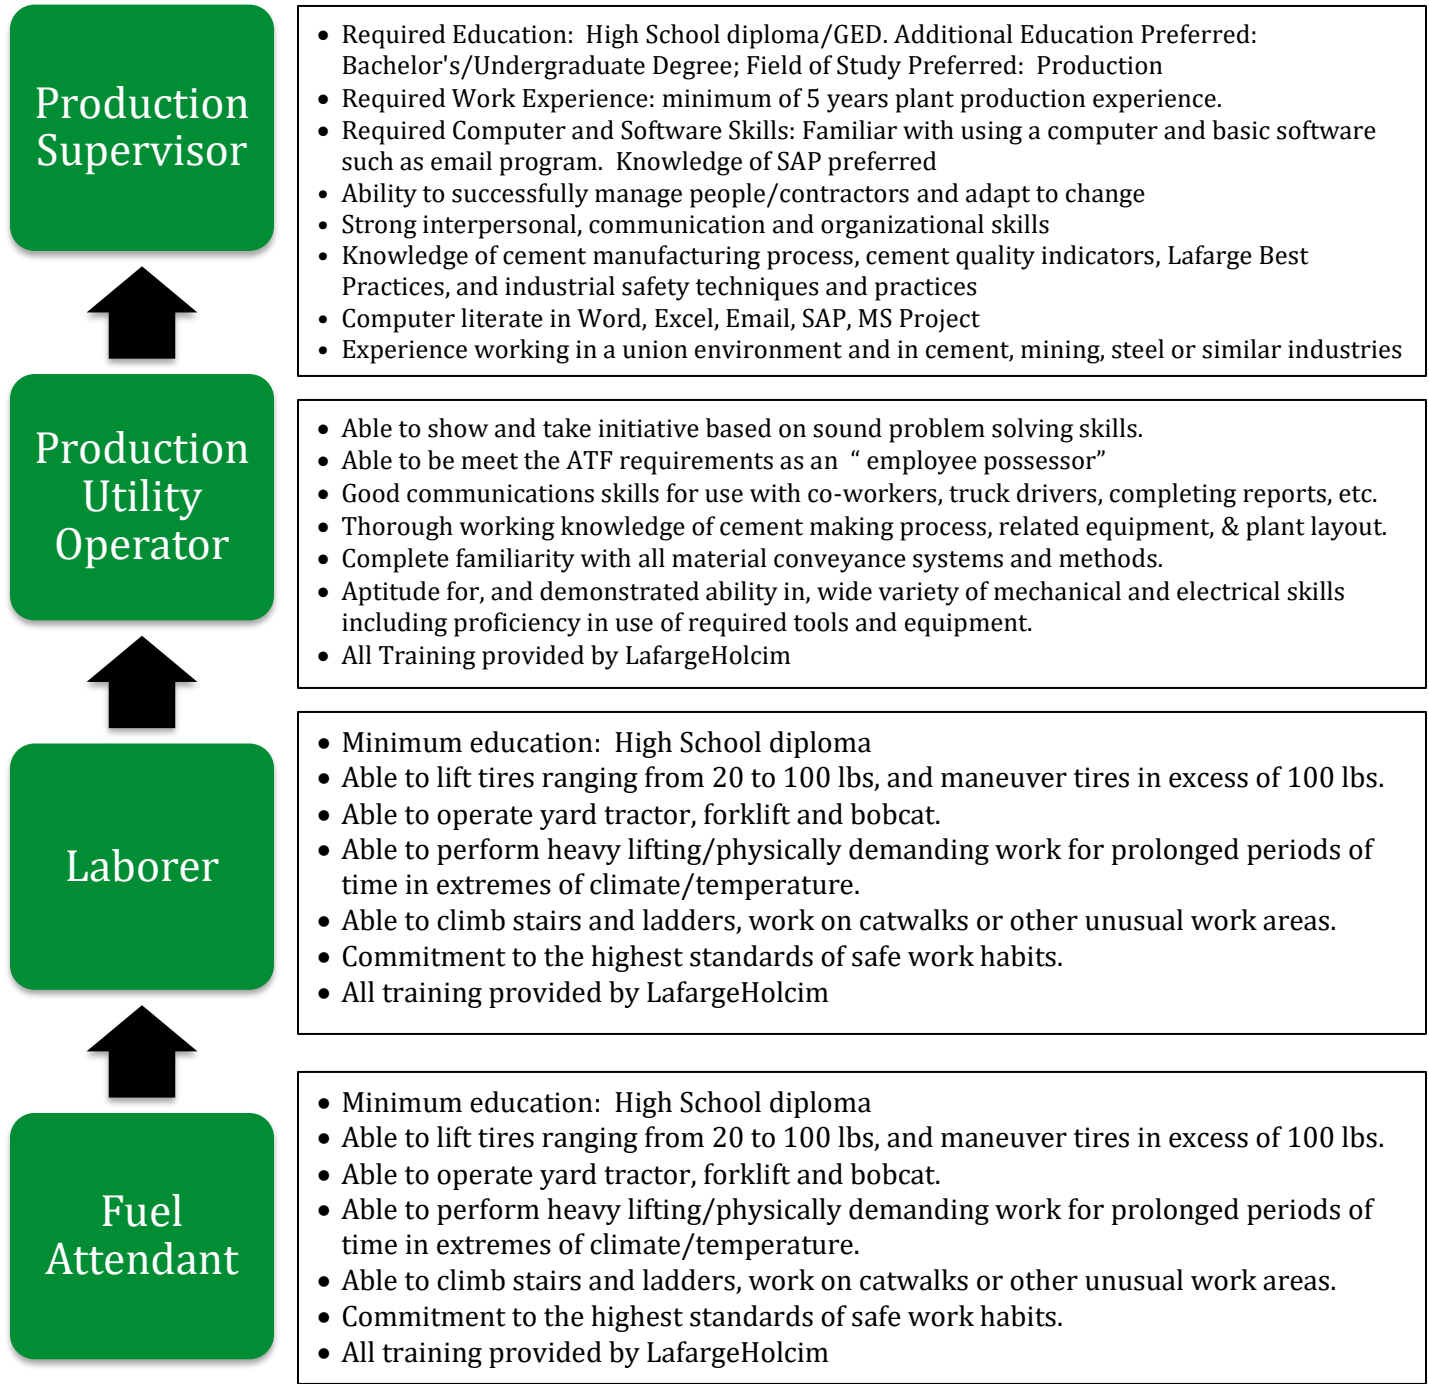 Production
Supervisor
• Required Education:  High School diploma/GED. Additional Education Preferred:
Bachelor's/Undergraduate Degree; Field of Study Preferred:  Production
• Required Work Experience: minimum of 5 years plant production experience.
• Required Computer and Software Skills: Familiar with using a computer and basic software
such as email program.  Knowledge of SAP preferred
• Ability to successfully manage people/contractors and adapt to change
• Strong interpersonal, communication and organizational skills
• Knowledge of cement manufacturing process, cement quality indicators, Lafarge Best
Practices, and industrial safety techniques and practices
• Computer literate in Word, Excel, Email, SAP, MS Project
• Experience working in a union environment and in cement, mining, steel or similar industries
Production
Utility
Operator
• Able to show and take initiative based on sound problem solving skills.
• Able to be meet the ATF requirements as an  “ employee possessor”
• Good communications skills for use with co-workers, truck drivers, completing reports, etc.
• Thorough working knowledge of cement making process, related equipment, & plant layout.
• Complete familiarity with all material conveyance systems and methods.
• Aptitude for, and demonstrated ability in, wide variety of mechanical and electrical skills
including proficiency in use of required tools and equipment.
• All Training provided by LafargeHolcim
Laborer
• Minimum education:  High School diploma
• Able to lift tires ranging from 20 to 100 lbs, and maneuver tires in excess of 100 lbs.
• Able to operate yard tractor, forklift and bobcat.
• Able to perform heavy lifting/physically demanding work for prolonged periods of
time in extremes of climate/temperature.
• Able to climb stairs and ladders, work on catwalks or other unusual work areas.
• Commitment to the highest standards of safe work habits.
• All training provided by LafargeHolcim
Fuel
Attendant
• Minimum education:  High School diploma
• Able to lift tires ranging from 20 to 100 lbs, and maneuver tires in excess of 100 lbs.
• Able to operate yard tractor, forklift and bobcat.
• Able to perform heavy lifting/physically demanding work for prolonged periods of
time in extremes of climate/temperature.
• Able to climb stairs and ladders, work on catwalks or other unusual work areas.
• Commitment to the highest standards of safe work habits.
• All training provided by LafargeHolcim